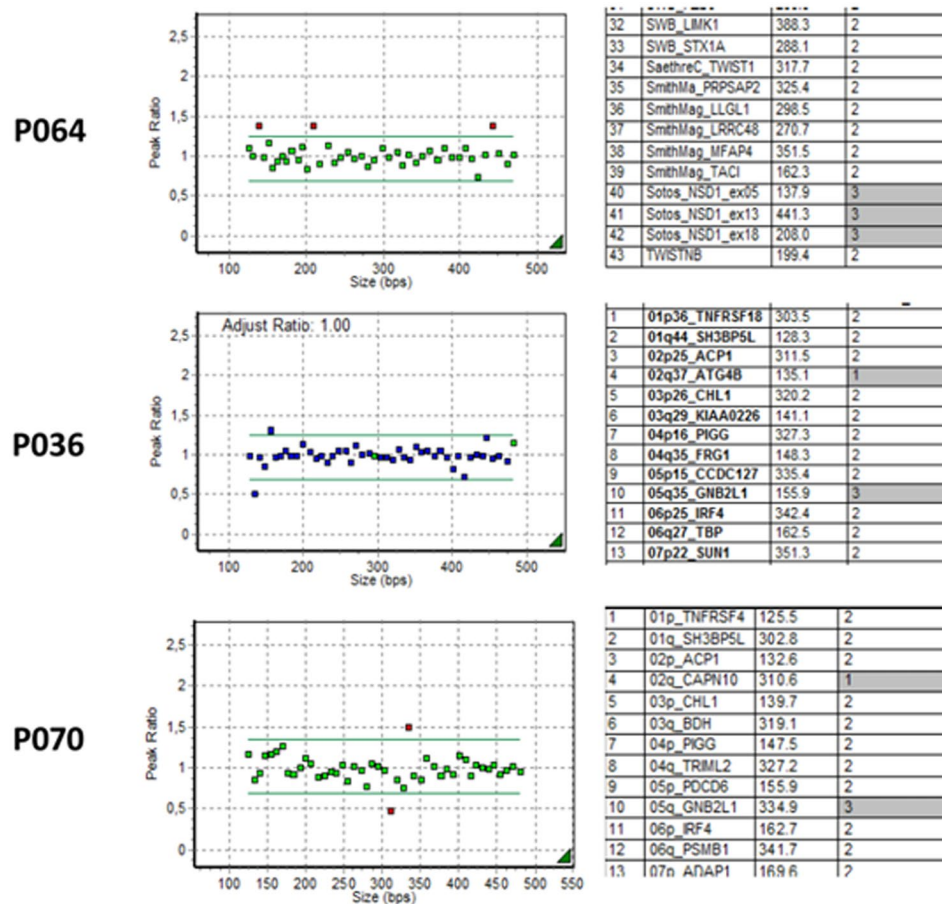 P064
2,5
2
1,5
1
0,5
0
Peak Ratio
100 200 300 400 500
Size (bps)
32 SWB_LIMK1 388.3 2
33 SWB_STX1A 288.1 2
34 SaethreC_TWIST1 317.7 2
35 SmithMa_PRPSAP2 325.4 2
36 SmithMag_LLGL1 298.5 2
37 SmithMag_LRRC48 270.7 2
38 SmithMag_MFAP4 351.5 2
39 SmithMag_TACI 162.3 2
40 Sotos_NSD1_ex05 137.9 3
41 Sotos_NSD1_ex13 441.3 3
42 Sotos_NSD1_ex18 208.0 3
43 TWISTNB 199.4 2
P036
Adjust Ratio: 1.00
2,5
2
1,5
1
0,5
0
Peak Ratio
100 200 300 400 500
Size (bps)
1 01p36_TNFRSF18 303.5 2
2 01q44_SH3BP5L 128.3 2
3 02p25_ACP1 311.5 2
4 02q37_ATG4B 135.1 1
5 03p26_CHL1 320.2 2
6 03q29_KIAA0226 141.1 2
7 04p16_PIGG 327.3 2
8 04q35_FRG1 148.3 2
9 05p15_CCDC127 335.4 2
10 05q35_GNB2L1 155.9 3
11 06p25_IRF4 342.4 2
12 06q27_TBP 162.5 2
13 07p22_SUN1 351.3 2
P070
2,5
2
1,5
1
0,5
0
Peak Ratio
100 150 200 250 300 350 400 450 500 550
Size (bps)
1 01p_TNFRSF4 125.5 2
2 01q_SH3BP5L 302.8 2
3 02p_ACP1 132.6 2
4 02q_CAPN10 310.6 1
5 03p_CHL1 139.7 2
6 03q_BDH 319.1 2
7 04p_PIGG 147.5 2
8 04q_TRIML2 327.2 2
9 05p_PDCD6 155.9 2
10 05q_GNB2L1 334.9 3
11 06p_IRF4 162.7 2
12 06q_PSMB1 341.7 2
13 07p_ADAP1 169.6 2